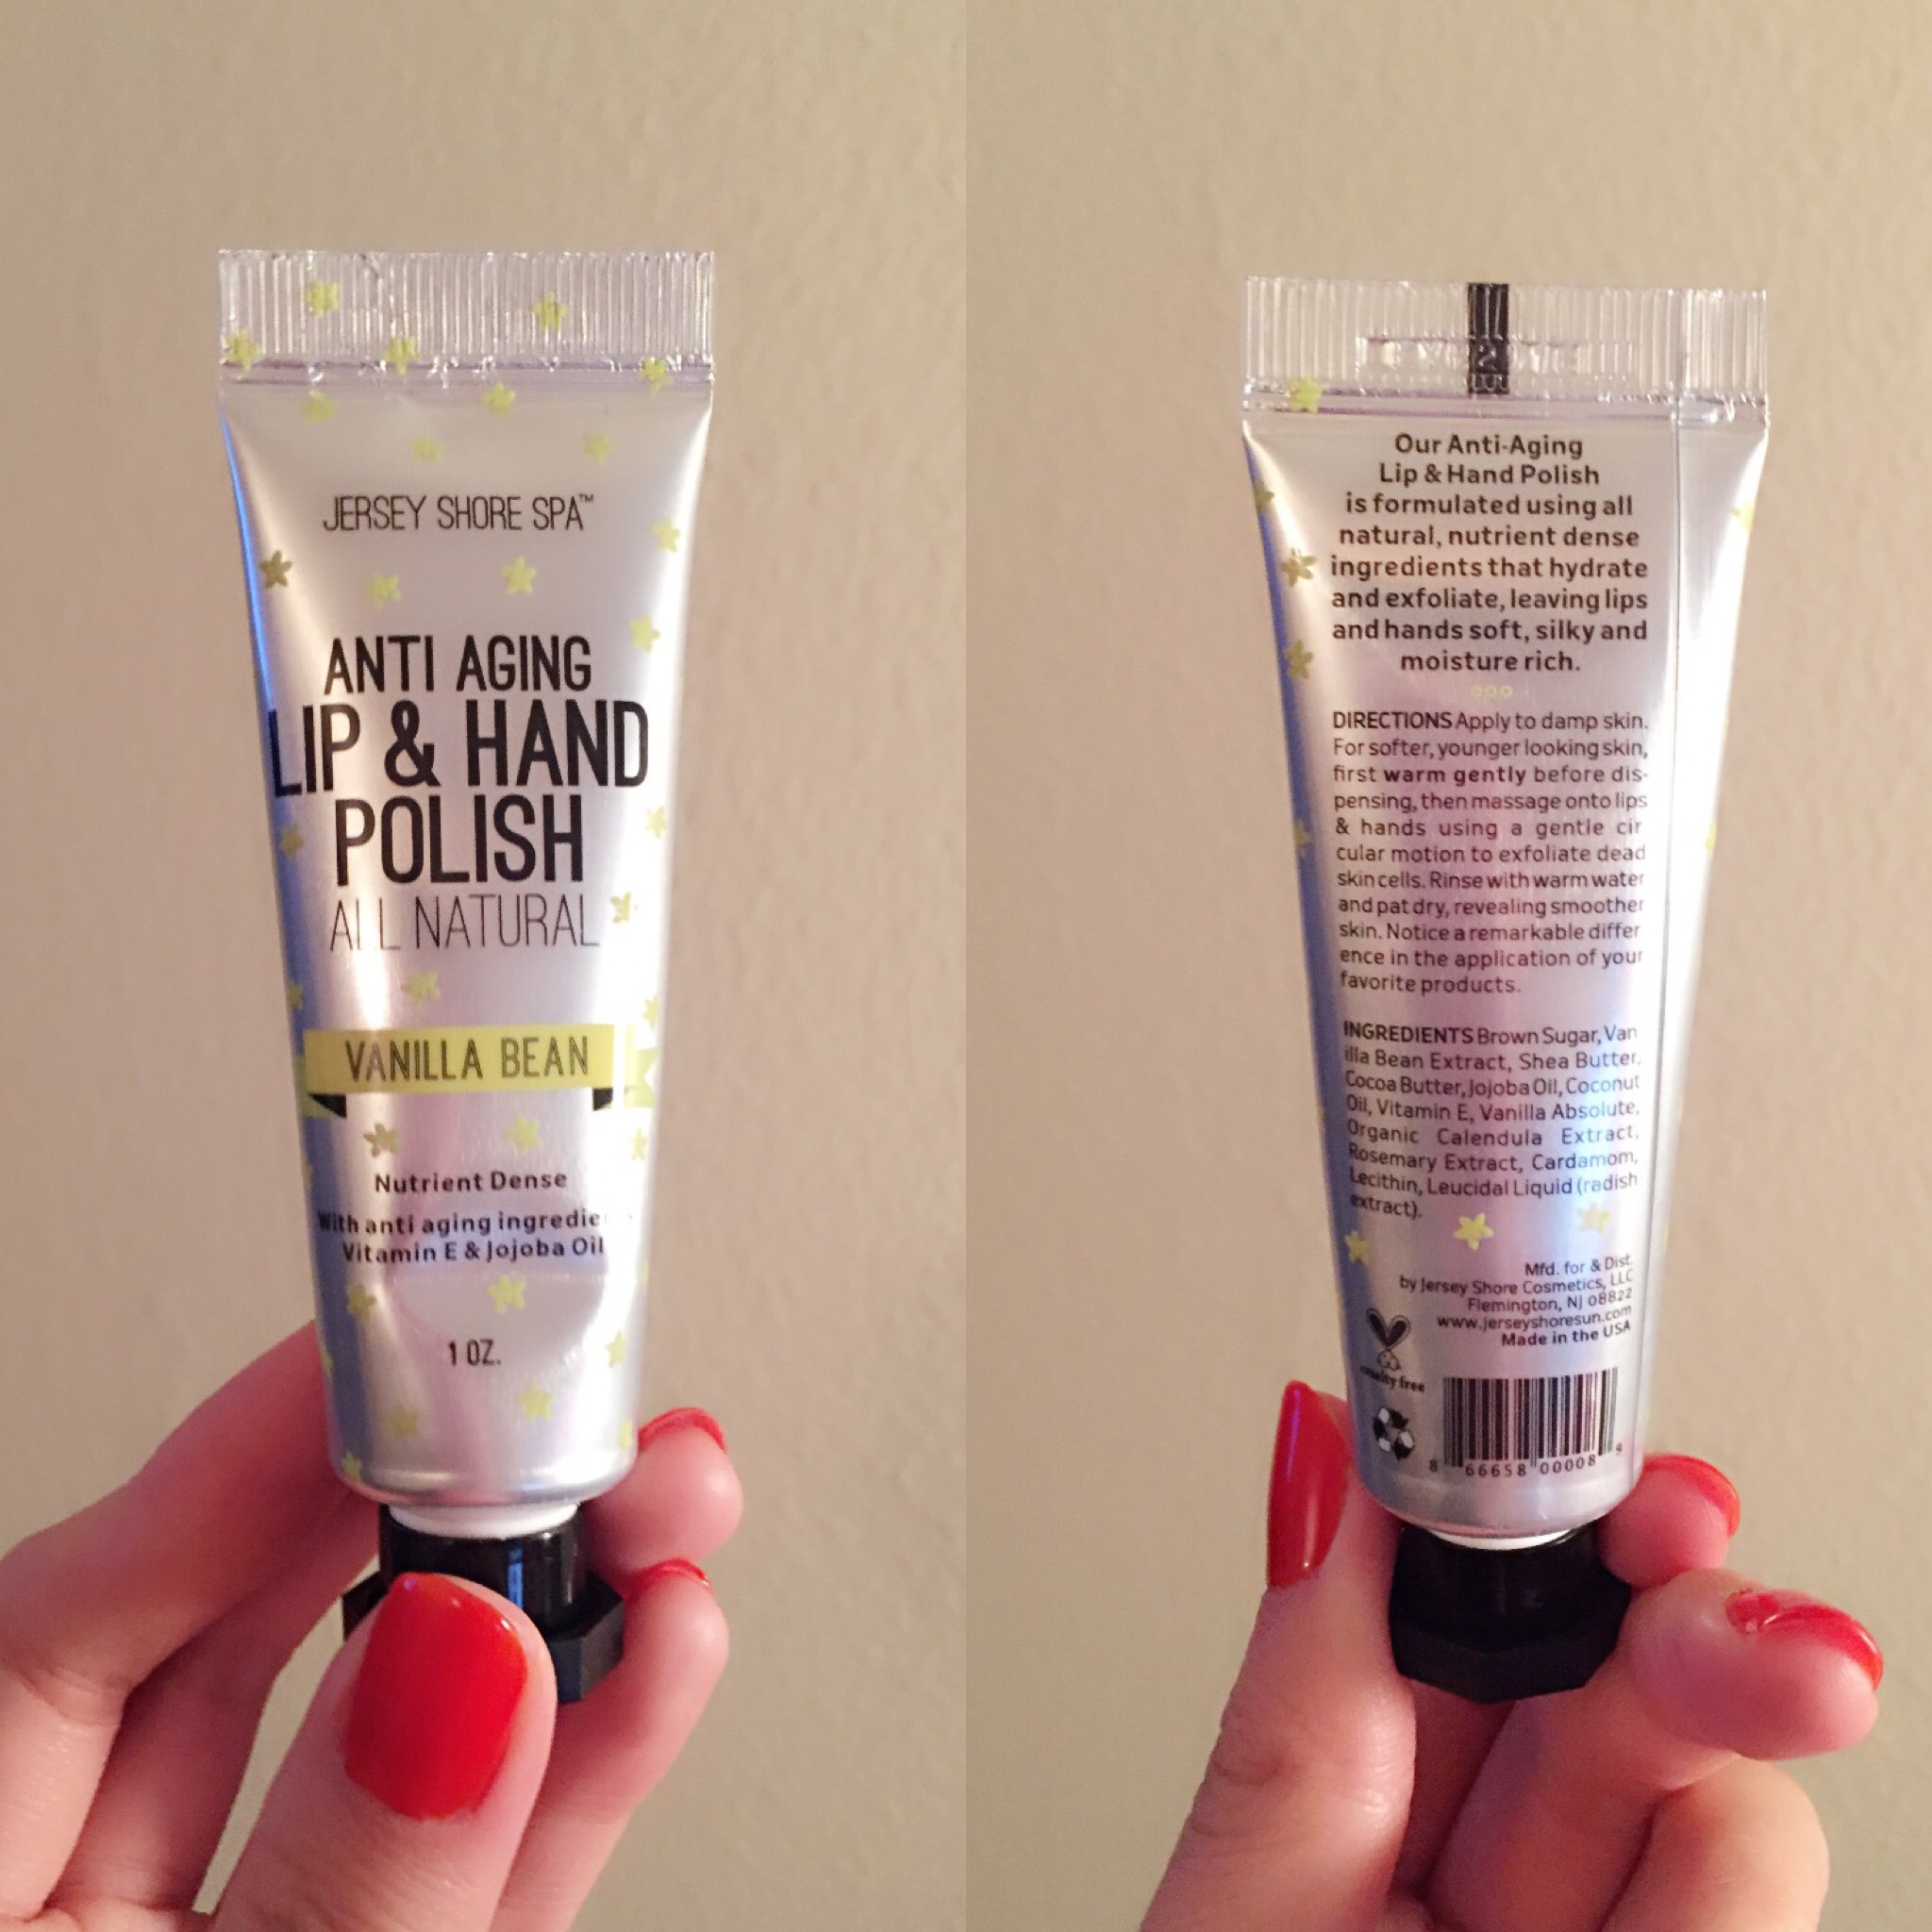 JERSEY SHORE SPA™
ANTI AGING
LIP & HAND
POLISH
ALL NATURAL
VANILLA BEAN
Nutrient Dense
With anti aging
Vitamin E & Jojoba Oil
1 OZ.
Our Anti-Aging
Lip & Hand Polish
is formulated using all
natural, nutrient dense
ingredients that hydrate
and exfoliate, leaving lips
and hands soft, silky and
moisture rich.
DIRECTIONS Apply to damp skin.
For softer, younger looking skin,
first warm gently before dis-
pensing, then massage onto lips
& hands using a gentle cir
cular motion to exfoliate dead
skin cells. Rinse with warm water
and pat dry, revealing smoother
skin. Notice a remarkable differ
ence in the application of your
favorite products.
INGREDIENTS Brown Sugar, Van
illa Bean Extract, Shea Butter,
Cocoa Butter, Jojoba Oil, Coconut
Oil, Vitamin E, Vanilla Absolute,
Organic Calendula Extract,
Rosemary Extract, Cardamom,
Lecithin, Leucidal Liquid (radish
extract).
Mfd. for & Dist.
by Jersey Shore Cosmetics, LLC
Flemington, NJ 08822
www.jerseyshoresun.com
Made in the USA
cruelty free
8 66658 00008 9